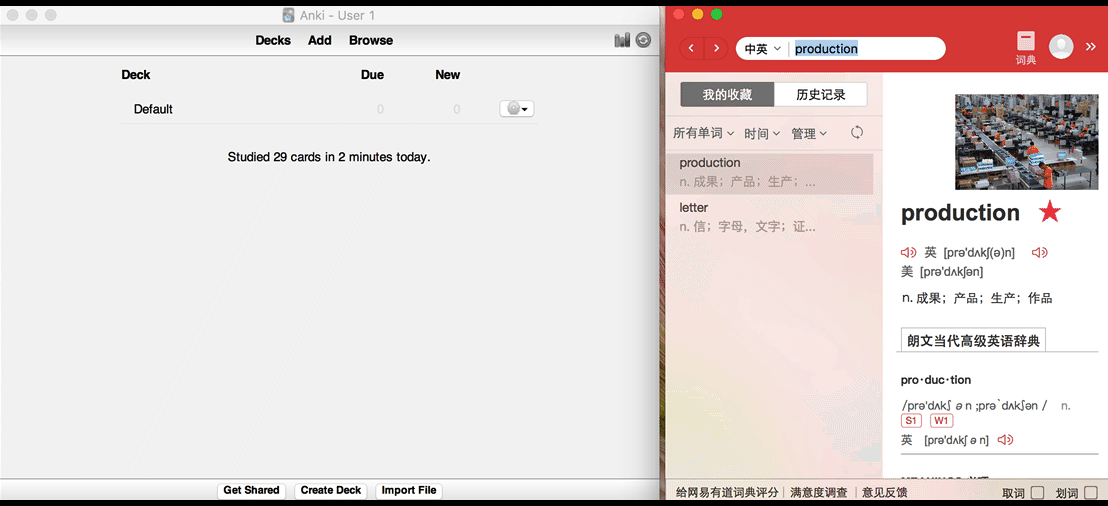 Anki - User 1
Decks Add Browse
Deck Due New
Default 0 0
Studied 29 cards in 2 minutes today.
Get Shared Create Deck Import File
中英 production
词典
我的收藏 历史记录
所有单词 时间 管理
production
n. 成果；产品；生产；...
letter
n. 信；字母，文字；证...
production
英 [prə'dʌkʃ(ə)n]
美 [prə'dʌkʃən]
n. 成果；产品；生产；作品
朗文当代高级英语辞典
pro·duc·tion
/prə'dʌkʃ ə n ;prə`dʌkʃən / n.
S1 W1
英 [prə'dʌkʃ ə n]
给网易有道词典评分 满意度调查 意见反馈 取词 划词